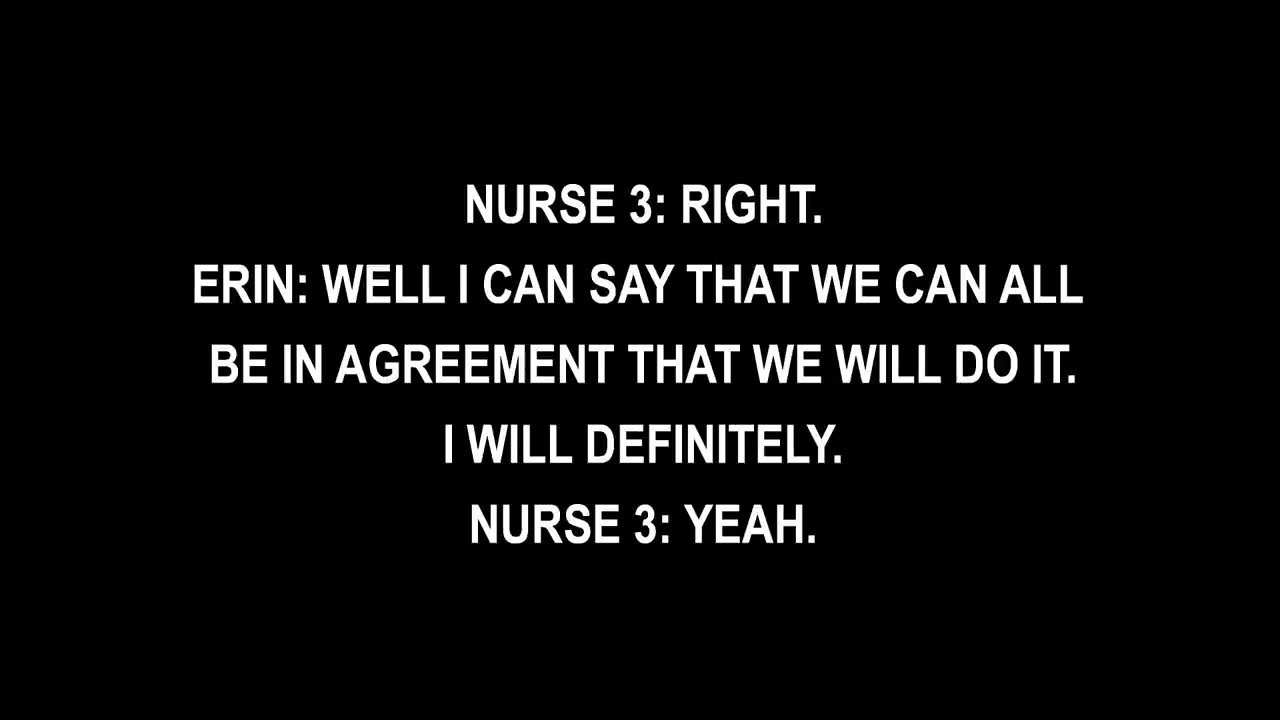 NURSE 3: RIGHT.
ERIN: WELL I CAN SAY THAT WE CAN ALL
BE IN AGREEMENT THAT WE WILL DO IT.
I WILL DEFINITELY.
NURSE 3: YEAH.